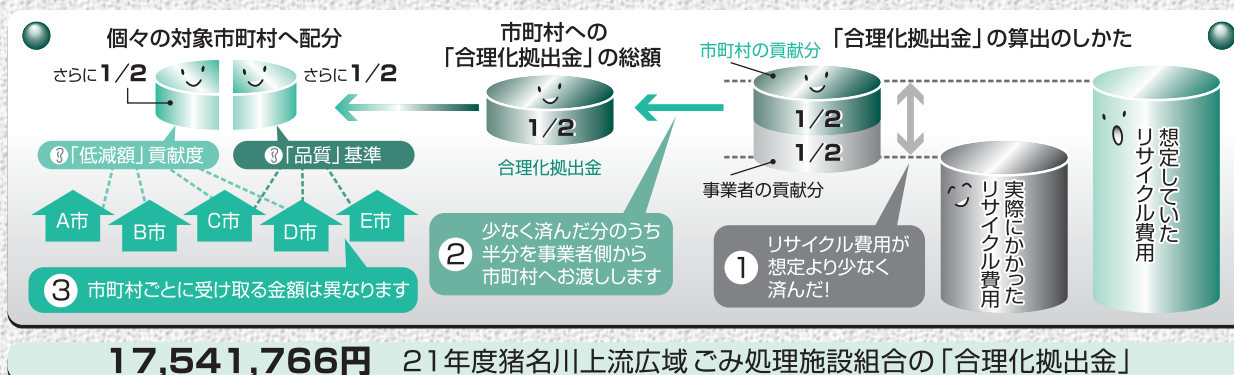 個々の対象市町村へ配分
さらに1/2
さらに1/2
「低減額」貢献度
「品質」基準
A市
B市
C市
D市
E市
3 市町村ごとに受け取る金額は異なります
市町村への
「合理化拠出金」の総額
1/2
合理化拠出金
2
少なく済んだ分のうち
半分を事業者側から
市町村へお渡しします
「合理化拠出金」の算出のしかた
市町村の貢献分
1/2
1/2
事業者の貢献分
1
リサイクル費用が
想定より少なく
済んだ!
実際にかかった
リサイクル費用
想定していた
リサイクル費用
17,541,766円 21年度猪名川上流広域ごみ処理施設組合の「合理化拠出金」